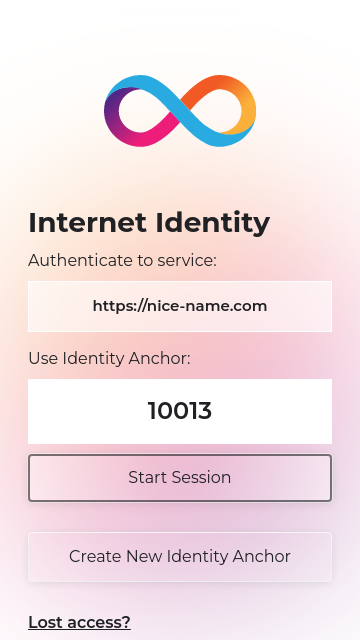 Internet Identity
Authenticate to service:
https://nice-name.com
Use Identity Anchor:
10013
Start Session
Create New Identity Anchor
Lost access?